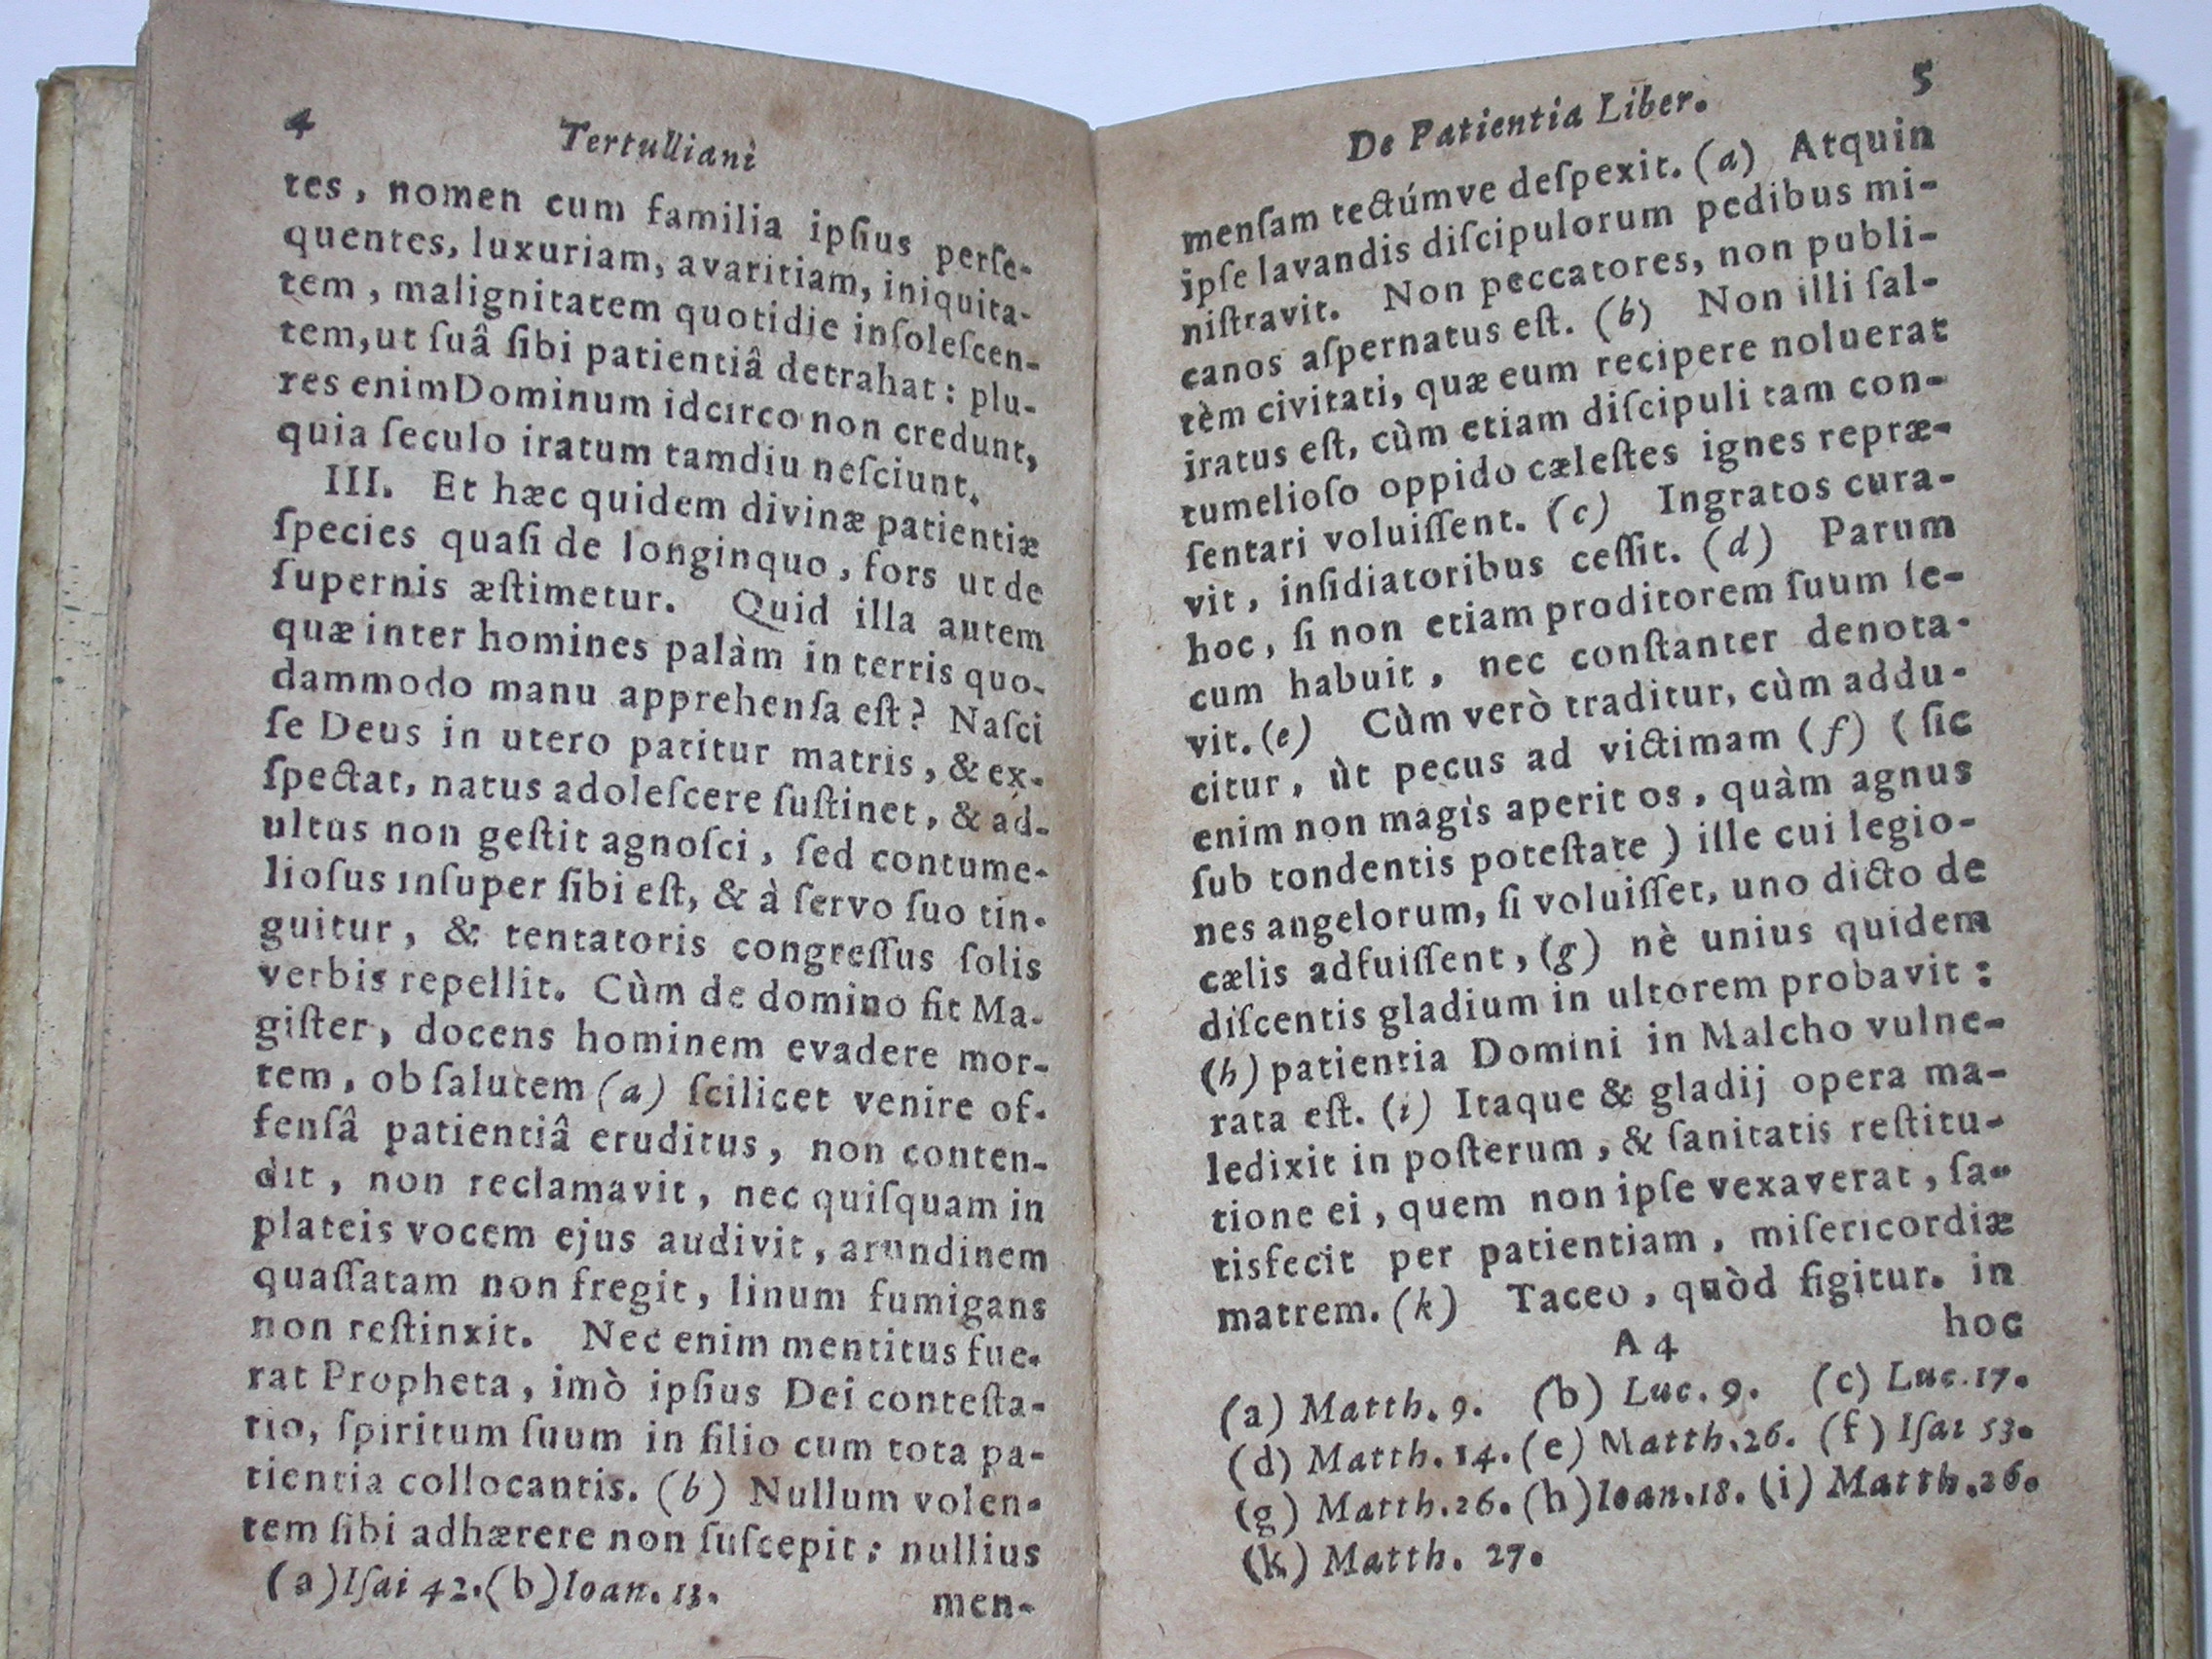 4 Tertulliani
tes, nomen cum familia ipſius perſe-
quentes, luxuriam, avaritiam, iniquita-
tem, malignitatem quotidie inſoleſcen-
tem, ut ſuâ ſibi patientiâ detrahat: plu-
res enim Dominum idcirco non credunt,
quia ſeculo iratum tamdiu neſciunt.
III. Et hæc quidem divinæ patientiæ
ſpecies quaſi de longinquo, fors ut de
ſupernis æſtimetur. Quid illa autem
quæ inter homines palàm in terris quo-
dammodo manu apprehenſa eſt? Naſci
ſe Deus in utero patitur matris, & ex-
ſpectat, natus adoleſcere ſuſtinet, & ad-
ultus non geſtit agnoſci, ſed contume-
lioſus inſuper ſibi eſt, & à ſervo ſuo tin-
guitur, & tentatoris congreſſus ſolis
verbis repellit. Cùm de domino fit Ma-
giſter, docens hominem evadere mor-
tem, ob ſalutem (a) ſcilicet venire of-
fenſâ patientiâ eruditus, non conten-
dit, non reclamavit, nec quiſquam in
plateis vocem ejus audivit, arundinem
quaſſatam non fregit, linum fumigans
non reſtinxit. Nec enim mentitus fue-
rat Propheta, imò ipſius Dei conteſta-
tio, ſpiritum ſuum in filio cum tota pa-
tientia collocantis. (b) Nullum volen-
tem ſibi adhærere non ſuſcepit; nullius
(a) Iſai 42. (b) Ioan. 13. men-
De Patientia Liber. 5
menſam tectúmve deſpexit. (a) Atquin
ipſe lavandis diſcipulorum pedibus mi-
niſtravit. Non peccatores, non publi-
canos aſpernatus eſt. (b) Non illi ſal-
tèm civitati, quæ eum recipere noluerat
iratus eſt, cùm etiam diſcipuli tam con-
tumelioſo oppido cæleſtes ignes repræ-
ſentari voluiſſent. (c) Ingratos cura-
vit, inſidiatoribus ceſſit. (d) Parum
hoc, ſi non etiam proditorem ſuum ſe-
cum habuit, nec conſtanter denota-
vit. (e) Cùm verò traditur, cùm addu-
citur, ùt pecus ad victimam (f) (ſic
enim non magis aperit os, quàm agnus
ſub tondentis poteſtate) ille cui legio-
nes angelorum, ſi voluiſſet, uno dicto de
cælis adfuiſſent, (g) nè unius quidem
diſcentis gladium in ultorem probavit:
(h) patientia Domini in Malcho vulne-
rata eſt. (i) Itaque & gladij opera ma-
ledixit in poſterum, & ſanitatis reſtitu-
tione ei, quem non ipſe vexaverat, ſa-
tisfecit per patientiam, miſericordiæ
matrem. (k) Taceo, quòd figitur. in
A 4 hoc
(a) Matth. 9. (b) Luc. 9. (c) Luc. 17.
(d) Matth. 14. (e) Matth. 26. (f) Iſai 53.
(g) Matth. 26. (h) Ioan. 18. (i) Matth. 26.
(k) Matth. 27.